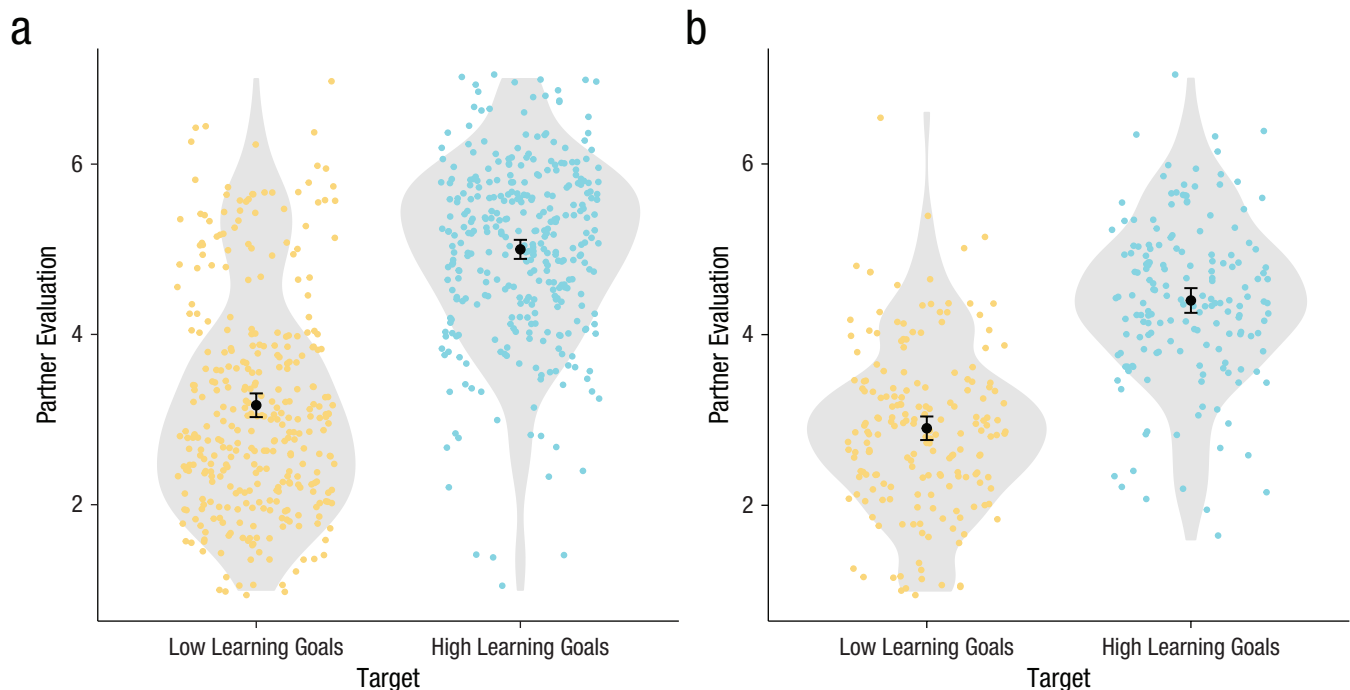 a
Partner Evaluation
6
4
2
Low Learning Goals
High Learning Goals
Target
b
Partner Evaluation
6
4
2
Low Learning Goals
High Learning Goals
Target